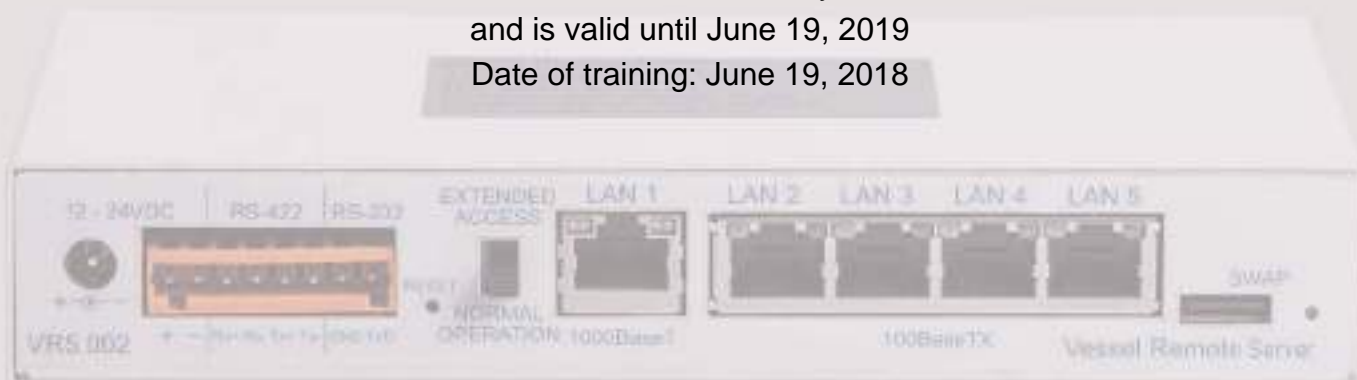 and is valid until June 19, 2019
Date of training: June 19, 2018
12 - 24VDC RS-422 RS-232 EXTENDED ACCESS LAN 1 LAN 2 LAN 3 LAN 4 LAN 5
RESET
SWAP
NORMAL OPERATION
1000BaseT 100BaseTX
VRS 002
Vessel Remote Server